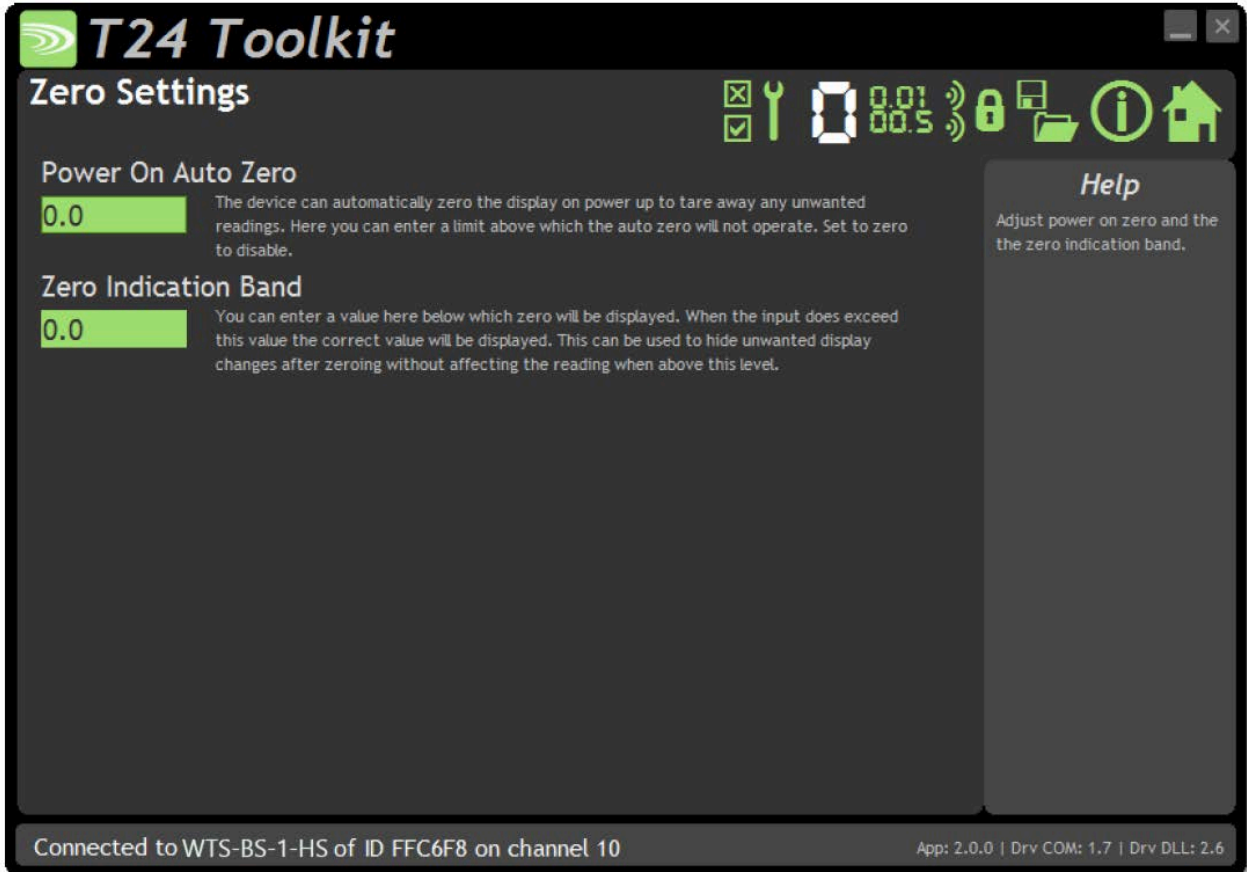 T24 Toolkit
Zero Settings
0
0.01
00.5
Power On Auto Zero
0.0
The device can automatically zero the display on power up to tare away any unwanted
readings. Here you can enter a limit above which the auto zero will not operate. Set to zero
to disable.
Zero Indication Band
0.0
You can enter a value here below which zero will be displayed. When the input does exceed
this value the correct value will be displayed. This can be used to hide unwanted display
changes after zeroing without affecting the reading when above this level.
Help
Adjust power on zero and the
the zero indication band.
Connected to WTS-BS-1-HS of ID FFC6F8 on channel 10
App: 2.0.0 | Drv COM: 1.7 | Drv DLL: 2.6